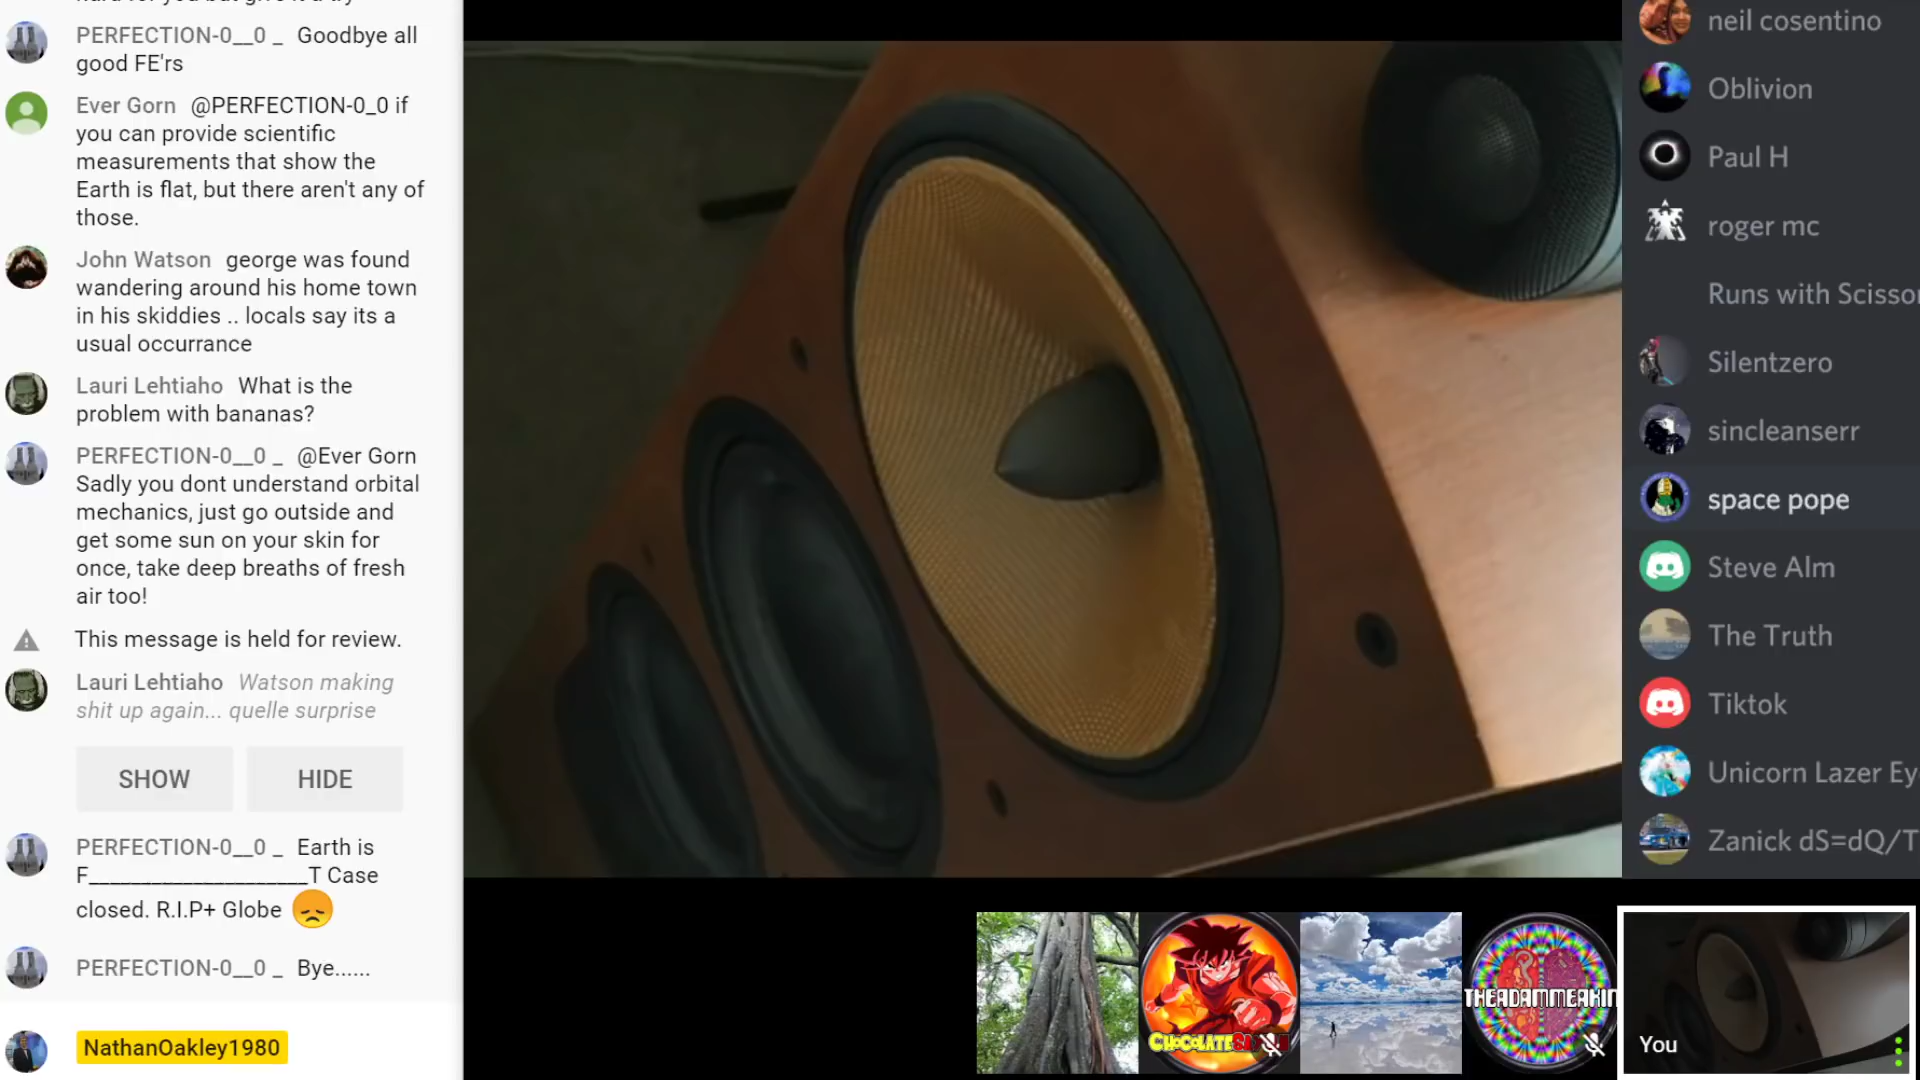 PERFECTION-0__0 _ Goodbye all
good FE'rs
Ever Gorn @PERFECTION-0_0 if
you can provide scientific
measurements that show the
Earth is flat, but there aren't any of
those.
John Watson george was found
wandering around his home town
in his skiddies .. locals say its a
usual occurrance
Lauri Lehtiaho What is the
problem with bananas?
PERFECTION-0__0 _ @Ever Gorn
Sadly you dont understand orbital
mechanics, just go outside and
get some sun on your skin for
once, take deep breaths of fresh
air too!
This message is held for review.
Lauri Lehtiaho Watson making
shit up again... quelle surprise
SHOW HIDE
PERFECTION-0__0 _ Earth is
F____________________T Case
closed. R.I.P+ Globe 😞
PERFECTION-0__0 _ Bye......
NathanOakley1980
neil cosentino
Oblivion
Paul H
roger mc
Runs with Scissor
Silentzero
sincleanserr
space pope
Steve Alm
The Truth
Tiktok
Unicorn Lazer Ey
Zanick dS=dQ/T
THEADAMMEAKIN
You